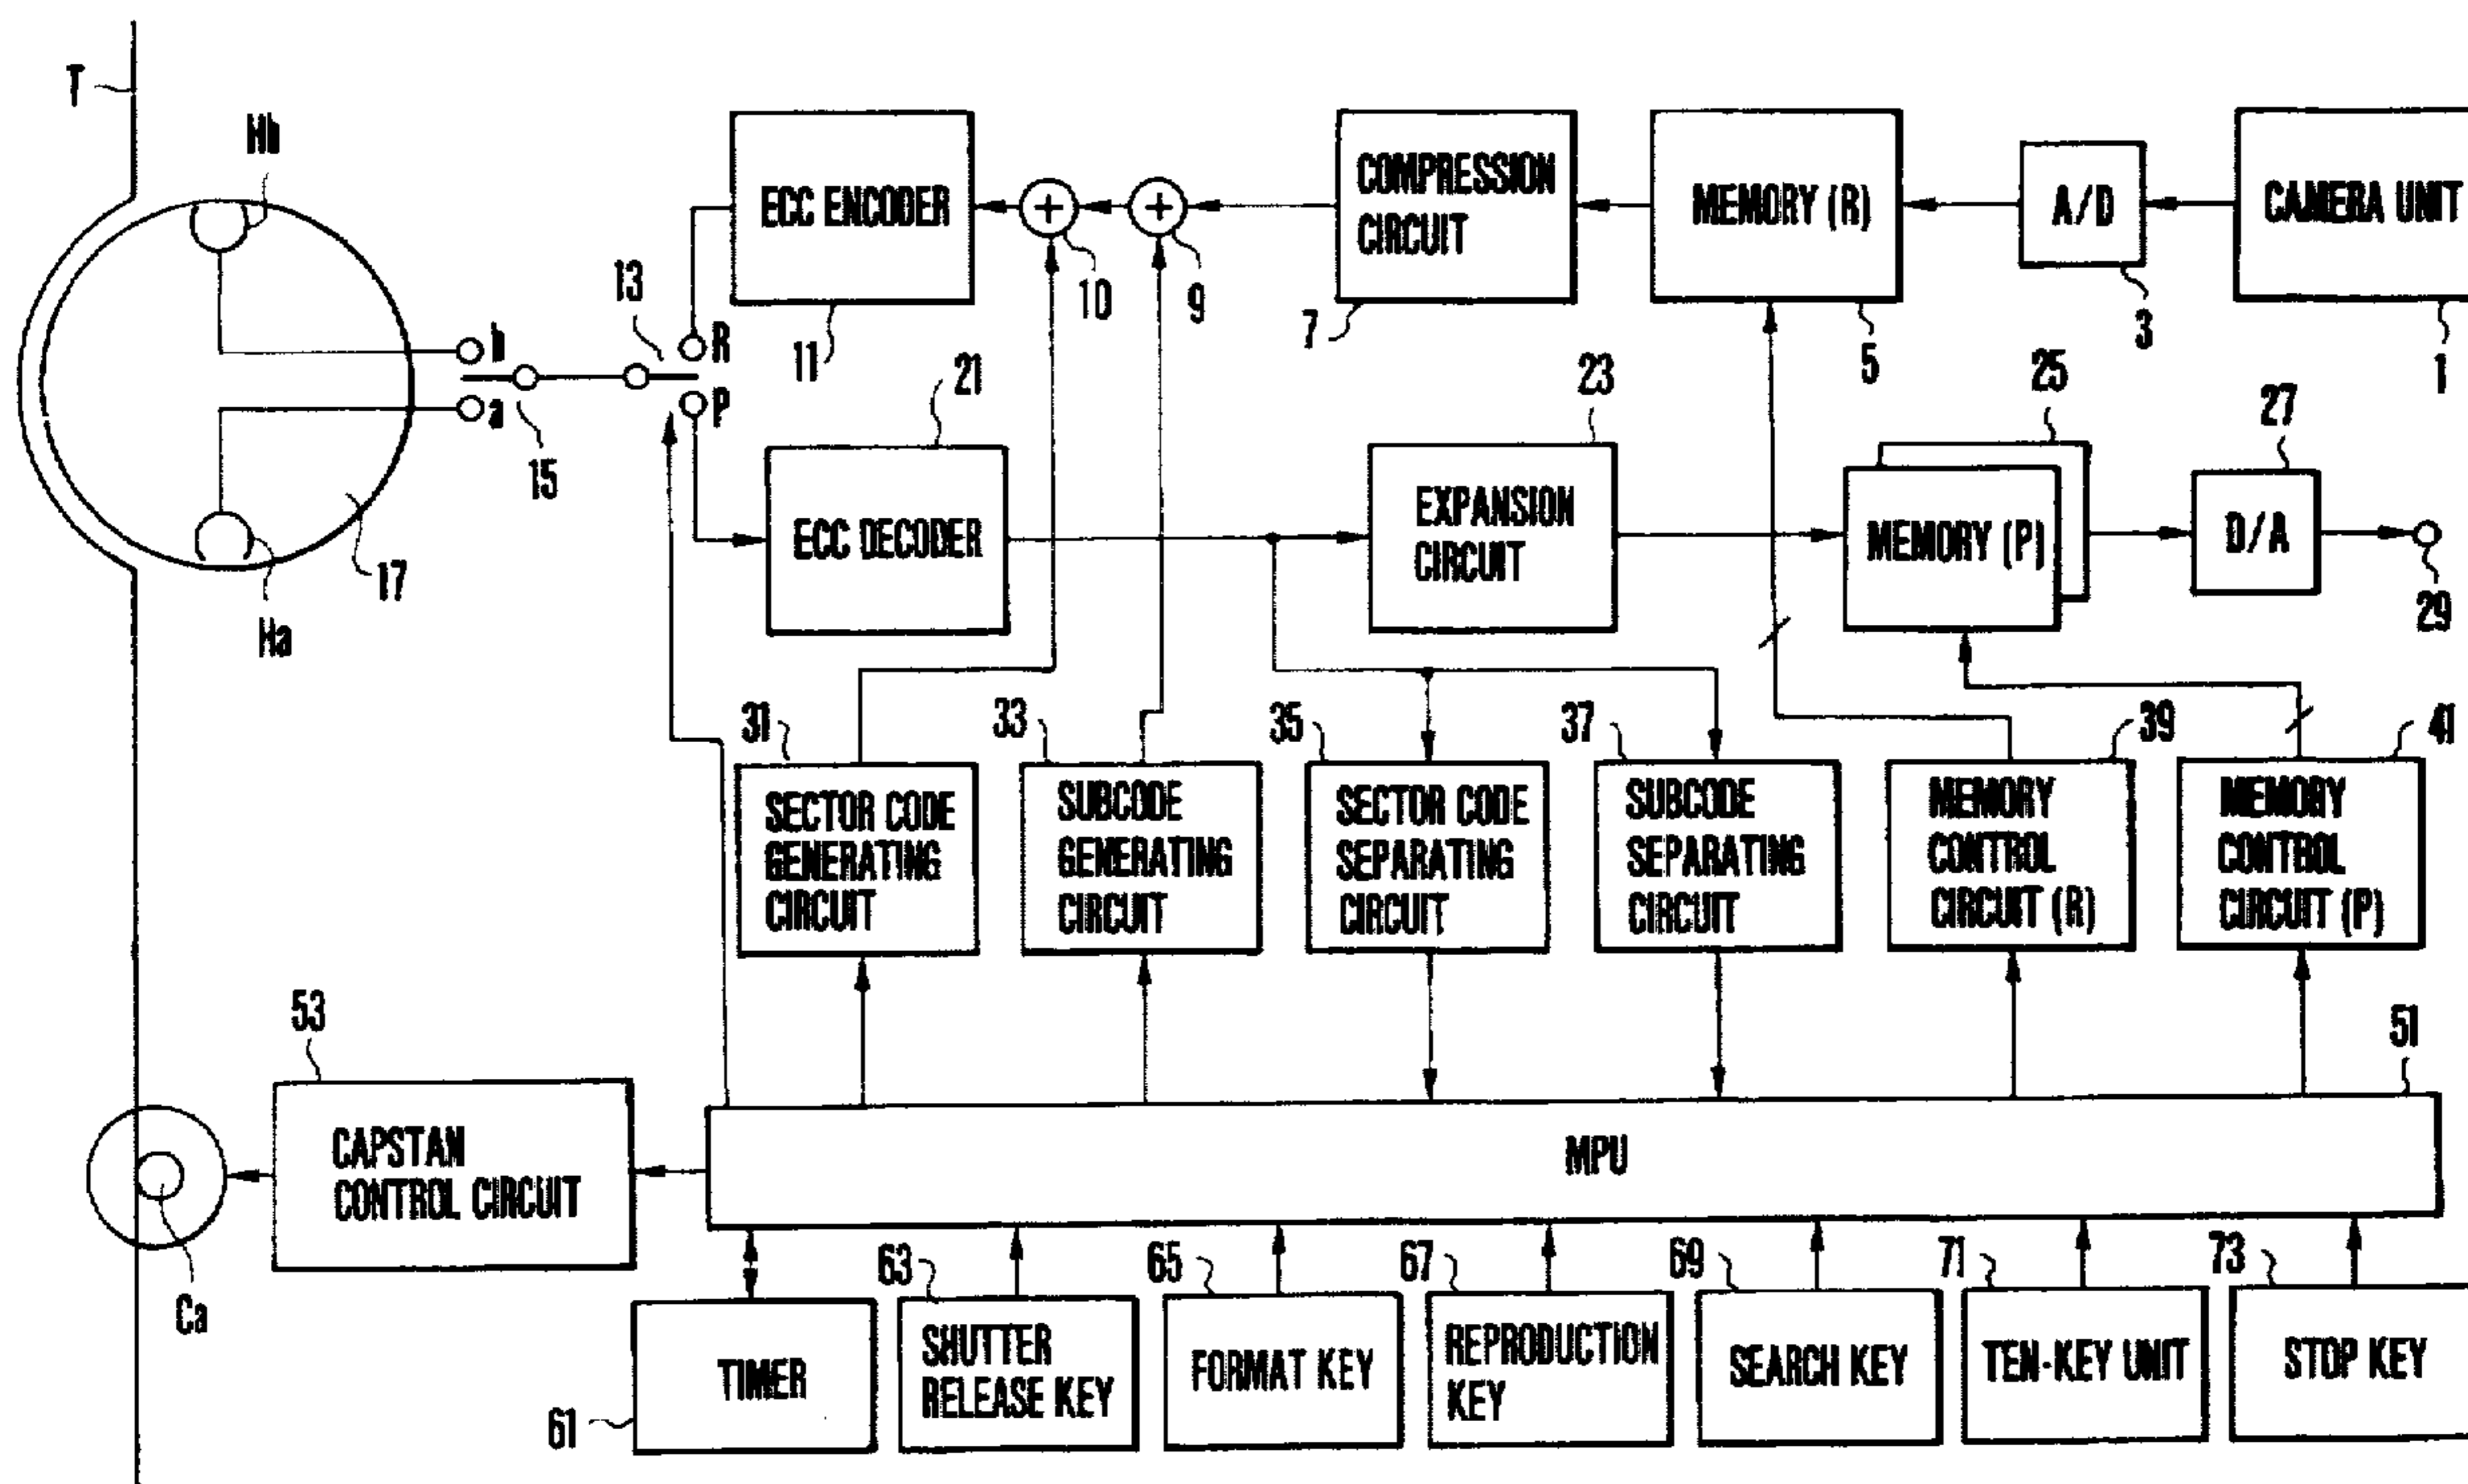 T
Hb
ECC ENCODER
COMPRESSION
CIRCUIT
MEMORY (R)
A/D
CAMERA UNIT
13
R
11
10
9
7
5
3
1
b
a
15
P
21
23
25
27
ECC DECODER
EXPANSION
CIRCUIT
MEMORY (P)
D/A
29
17
Ha
31
33
35
37
39
41
SECTOR CODE
GENERATING
CIRCUIT
SUBCODE
GENERATING
CIRCUIT
SECTOR CODE
SEPARATING
CIRCUIT
SUBCODE
SEPARATING
CIRCUIT
MEMORY
CONTROL
CIRCUIT (R)
MEMORY
CONTROL
CIRCUIT (P)
53
51
CAPSTAN
CONTROL CIRCUIT
MPU
Ca
63
65
67
69
71
73
TIMER
61
SHUTTER
RELEASE KEY
FORMAT KEY
REPRODUCTION
KEY
SEARCH KEY
TEN-KEY UNIT
STOP KEY